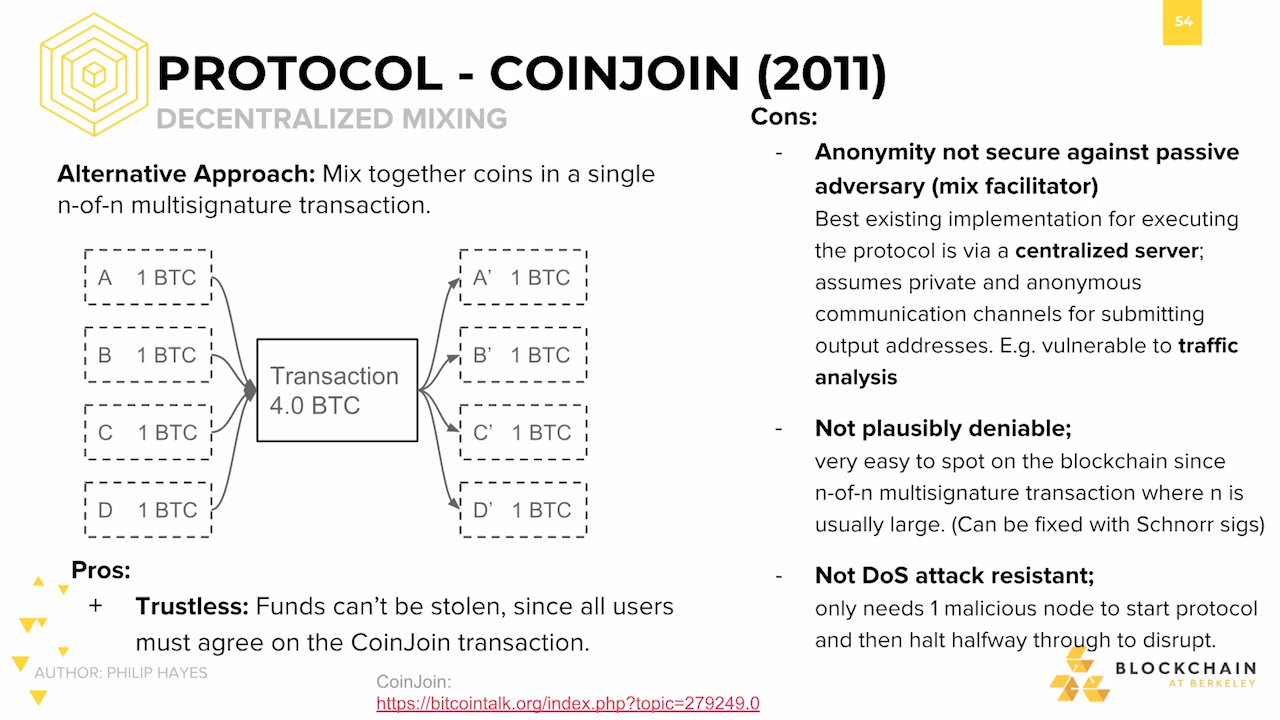 54
PROTOCOL - COINJOIN (2011)
DECENTRALIZED MIXING
Alternative Approach: Mix together coins in a single
n-of-n multisignature transaction.
A 1 BTC
B 1 BTC
C 1 BTC
D 1 BTC
Transaction
4.0 BTC
A' 1 BTC
B' 1 BTC
C' 1 BTC
D' 1 BTC
Pros:
+ Trustless: Funds can’t be stolen, since all users
must agree on the CoinJoin transaction.
Cons:
- Anonymity not secure against passive
adversary (mix facilitator)
Best existing implementation for executing
the protocol is via a centralized server;
assumes private and anonymous
communication channels for submitting
output addresses. E.g. vulnerable to traffic
analysis
- Not plausibly deniable;
very easy to spot on the blockchain since
n-of-n multisignature transaction where n is
usually large. (Can be fixed with Schnorr sigs)
- Not DoS attack resistant;
only needs 1 malicious node to start protocol
and then halt halfway through to disrupt.
AUTHOR: PHILIP HAYES
CoinJoin:
https://bitcointalk.org/index.php?topic=279249.0
BLOCKCHAIN
AT BERKELEY